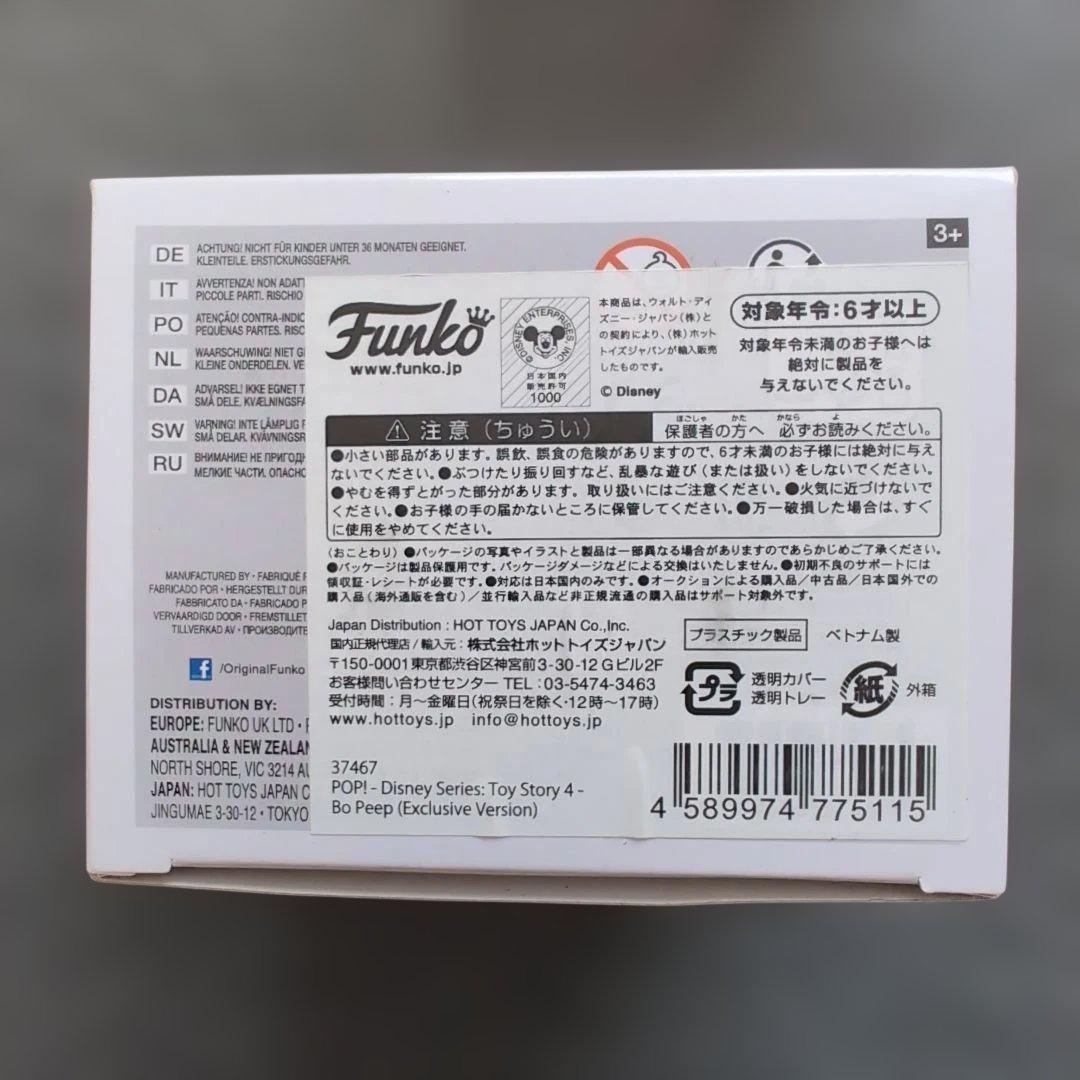 3+
DE ACHTUNG! NICHT FÜR KINDER UNTER 36 MONATEN GEEIGNET.
KLEINTEILE. ERSTICKUNGSGEFAHR.
IT AVVERTENZA! NON ADATT
PICCOLE PARTI. RISCHIO
PO ATENÇÃO! CONTRA-INDIC
PEQUENAS PARTES. RISC
NL WAARSCHUWING! NIET G
KLEINE ONDERDELEN. VE
DA ADVARSEL! IKKE EGNET T
SMÅ DELE. KVÆLNINGSFA
SW VARNING! INTE LÄMPLIG F
SMÅ DELAR. KVÄVNINGSR
RU ВНИМАНИЕ! НЕ ПРИГОДН
МЕЛКИЕ ЧАСТИ. ОПАСНО
MANUFACTURED BY · FABRIQUÉ P
FABRICADO POR · HERGESTELLT DUR
FABBRICATO DA · FABRICADO P
VERVAARDIGD DOOR · FREMSTILLET
TILLVERKAD AV · ПРОИЗВОДИТЕ
/OriginalFunko
DISTRIBUTION BY:
EUROPE: FUNKO UK LTD ·
AUSTRALIA & NEW ZEALAN
NORTH SHORE, VIC 3214 AU
JAPAN: HOT TOYS JAPAN C
JINGUMAE 3-30-12 · TOKYO
Funko
www.funko.jp
©DISNEY ENTERPRISES, INC.
日本国内
販売許可
1000
本商品は、ウォルト・ディ
ズニー・ジャパン(株)と
の契約により、(株)ホット
トイズジャパンが輸入販売
したものです。
© Disney
対象年令:6才以上
対象年令未満のお子様へは
絶対に製品を
与えないでください。
⚠ 注意(ちゅうい)
保護者の方へ 必ずお読みください。
ほごしゃ かた かなら よ
●小さい部品があります。誤飲、誤食の危険がありますので、6才未満のお子様には絶対に与え
ないでください。●ぶつけたり振り回すなど、乱暴な遊び(または扱い)をしないでください。
●やむを得ずとがった部分があります。取り扱いにはご注意ください。●火気に近づけないで
ください。●お子様の手の届かないところに保管してください。●万一破損した場合は、すぐ
に使用をやめてください。
(おことわり)●パッケージの写真やイラストと製品は一部異なる場合がありますのであらかじめご了承ください。
●パッケージは製品保護用です。パッケージダメージなどによる交換はいたしません。●初期不良のサポートには
領収証・レシートが必要です。●対応は日本国内のみです。●オークションによる購入品/中古品/日本国外での
購入品(海外通販を含む)/並行輸入品など非正規流通の購入品はサポート対象外です。
Japan Distribution : HOT TOYS JAPAN Co.,Inc.
国内正規代理店/輸入元:株式会社ホットトイズジャパン
〒150-0001東京都渋谷区神宮前3-30-12 Gビル2F
お客様問い合わせセンター TEL:03-5474-3463
受付時間:月〜金曜日(祝祭日を除く・12時〜17時)
www.hottoys.jp info@hottoys.jp
プラスチック製品 ベトナム製
プラ 透明カバー
透明トレー
紙 外箱
37467
POP! - Disney Series: Toy Story 4 -
Bo Peep (Exclusive Version)
4 589974 775115